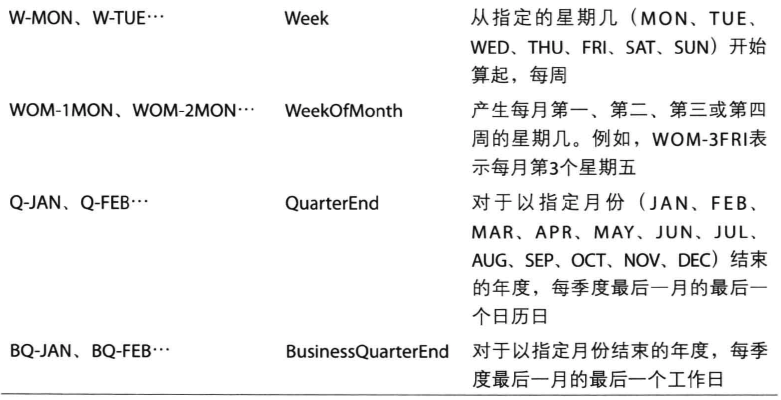 W-MON、W-TUE… Week 从指定的星期几（MON、TUE、
WED、THU、FRI、SAT、SUN）开始
算起，每周
WOM-1MON、WOM-2MON… WeekOfMonth 产生每月第一、第二、第三或第四
周的星期几。例如，WOM-3FRI表
示每月第3个星期五
Q-JAN、Q-FEB… QuarterEnd 对于以指定月份（JAN、FEB、
MAR、APR、MAY、JUN、JUL、
AUG、SEP、OCT、NOV、DEC）结束
的年度，每季度最后一月的最后一
个日历日
BQ-JAN、BQ-FEB… BusinessQuarterEnd 对于以指定月份结束的年度，每季
度最后一月的最后一个工作日